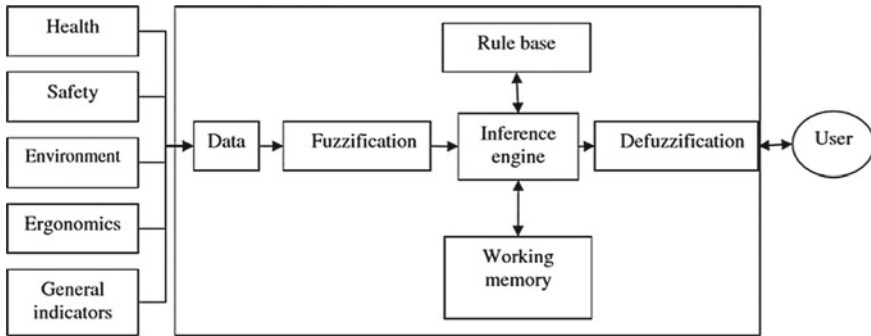 Health
Safety
Environment
Ergonomics
General
indicators
Data
Fuzzification
Rule base
Inference
engine
Working
memory
Defuzzification
User